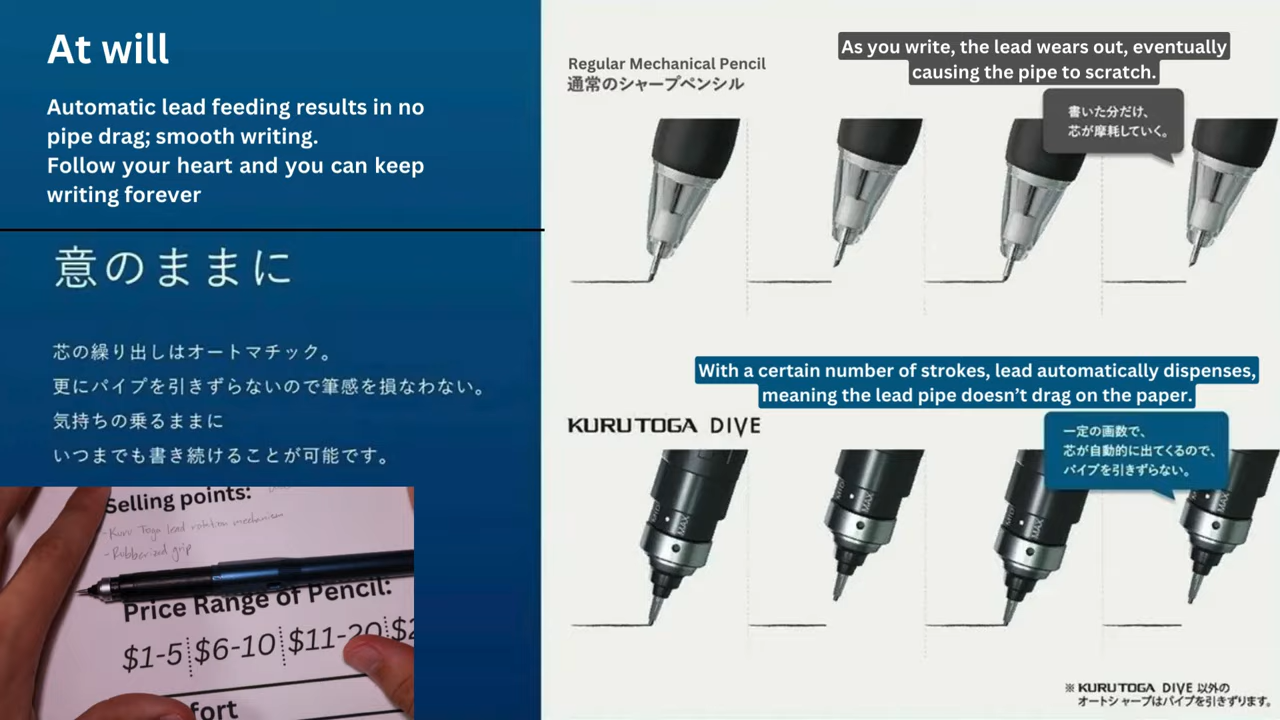 At will
Automatic lead feeding results in no
pipe drag; smooth writing.
Follow your heart and you can keep
writing forever
意のままに
芯の繰り出しはオートマチック。
更にパイプを引きずらないので筆感を損なわない。
気持ちの乗るままに
いつまでも書き続けることが可能です。
Selling points:
-Kuru Toga lead rotation mechanism
-Rubberized grip
Price Range of Pencil:
$1-5 $6-10 $11-20 $2
fort
Regular Mechanical Pencil
通常のシャープペンシル
As you write, the lead wears out, eventually
causing the pipe to scratch.
書いた分だけ、
芯が摩耗していく。
With a certain number of strokes, lead automatically dispenses,
meaning the lead pipe doesn't drag on the paper.
KURUTOGA DIVE
一定の画数で、
芯が自動的に出てくるので、
パイプを引きずらない。
MAX
MAX
MAX
MAX
※ KURUTOGA DIVE 以外の
オートシャープはパイプを引きずります。